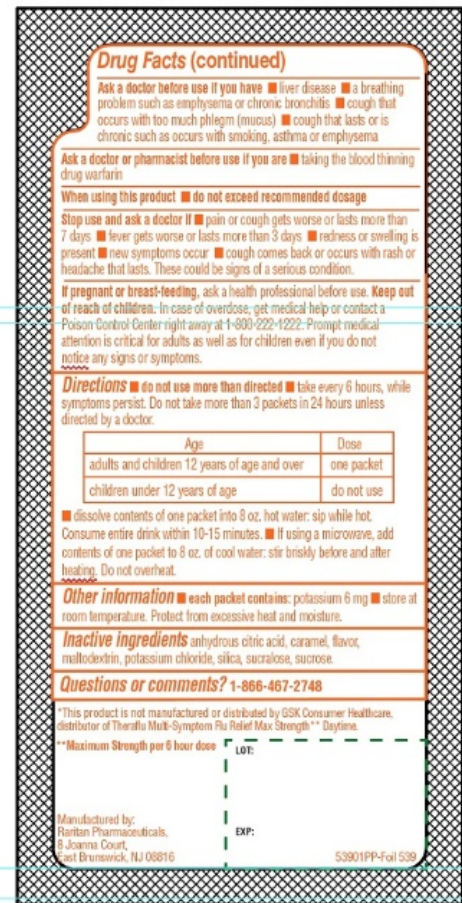 Drug Facts (continued)
Ask a doctor before use if you have ■ liver disease ■ a breathing
problem such as emphysema or chronic bronchitis ■ cough that
occurs with too much phlegm (mucus) ■ cough that lasts or is
chronic such as occurs with smoking, asthma or emphysema
Ask a doctor or pharmacist before use if you are ■ taking the blood thinning
drug warfarin
When using this product ■ do not exceed recommended dosage
Stop use and ask a doctor if ■ pain or cough gets worse or lasts more than
7 days ■ fever gets worse or lasts more than 3 days ■ redness or swelling is
present ■ new symptoms occur ■ cough comes back or occurs with rash or
headache that lasts. These could be signs of a serious condition.
If pregnant or breast-feeding, ask a health professional before use. Keep out
of reach of children. In case of overdose, get medical help or contact a
Poison Control Center right away at 1-800-222-1222. Prompt medical
attention is critical for adults as well as for children even if you do not
notice any signs or symptoms.
Directions ■ do not use more than directed ■ take every 6 hours, while
symptoms persist. Do not take more than 3 packets in 24 hours unless
directed by a doctor.
Age Dose
adults and children 12 years of age and over one packet
children under 12 years of age do not use
■ dissolve contents of one packet into 8 oz. hot water: sip while hot.
Consume entire drink within 10-15 minutes. ■ If using a microwave, add
contents of one packet to 8 oz. of cool water: stir briskly before and after
heating. Do not overheat.
Other information ■ each packet contains: potassium 6 mg ■ store at
room temperature. Protect from excessive heat and moisture.
Inactive ingredients anhydrous citric acid, caramel, flavor,
maltodextrin, potassium chloride, silica, sucralose, sucrose.
Questions or comments? 1-866-467-2748
*This product is not manufactured or distributed by GSK Consumer Healthcare,
distributor of Theraflu Multi-Symptom Flu Relief Max Strength** Daytime.
**Maximum Strength per 6 hour dose
LOT:
EXP:
Manufactured by:
Raritan Pharmaceuticals,
8 Joanna Court,
East Brunswick, NJ 08816
53901PP-Foil 539